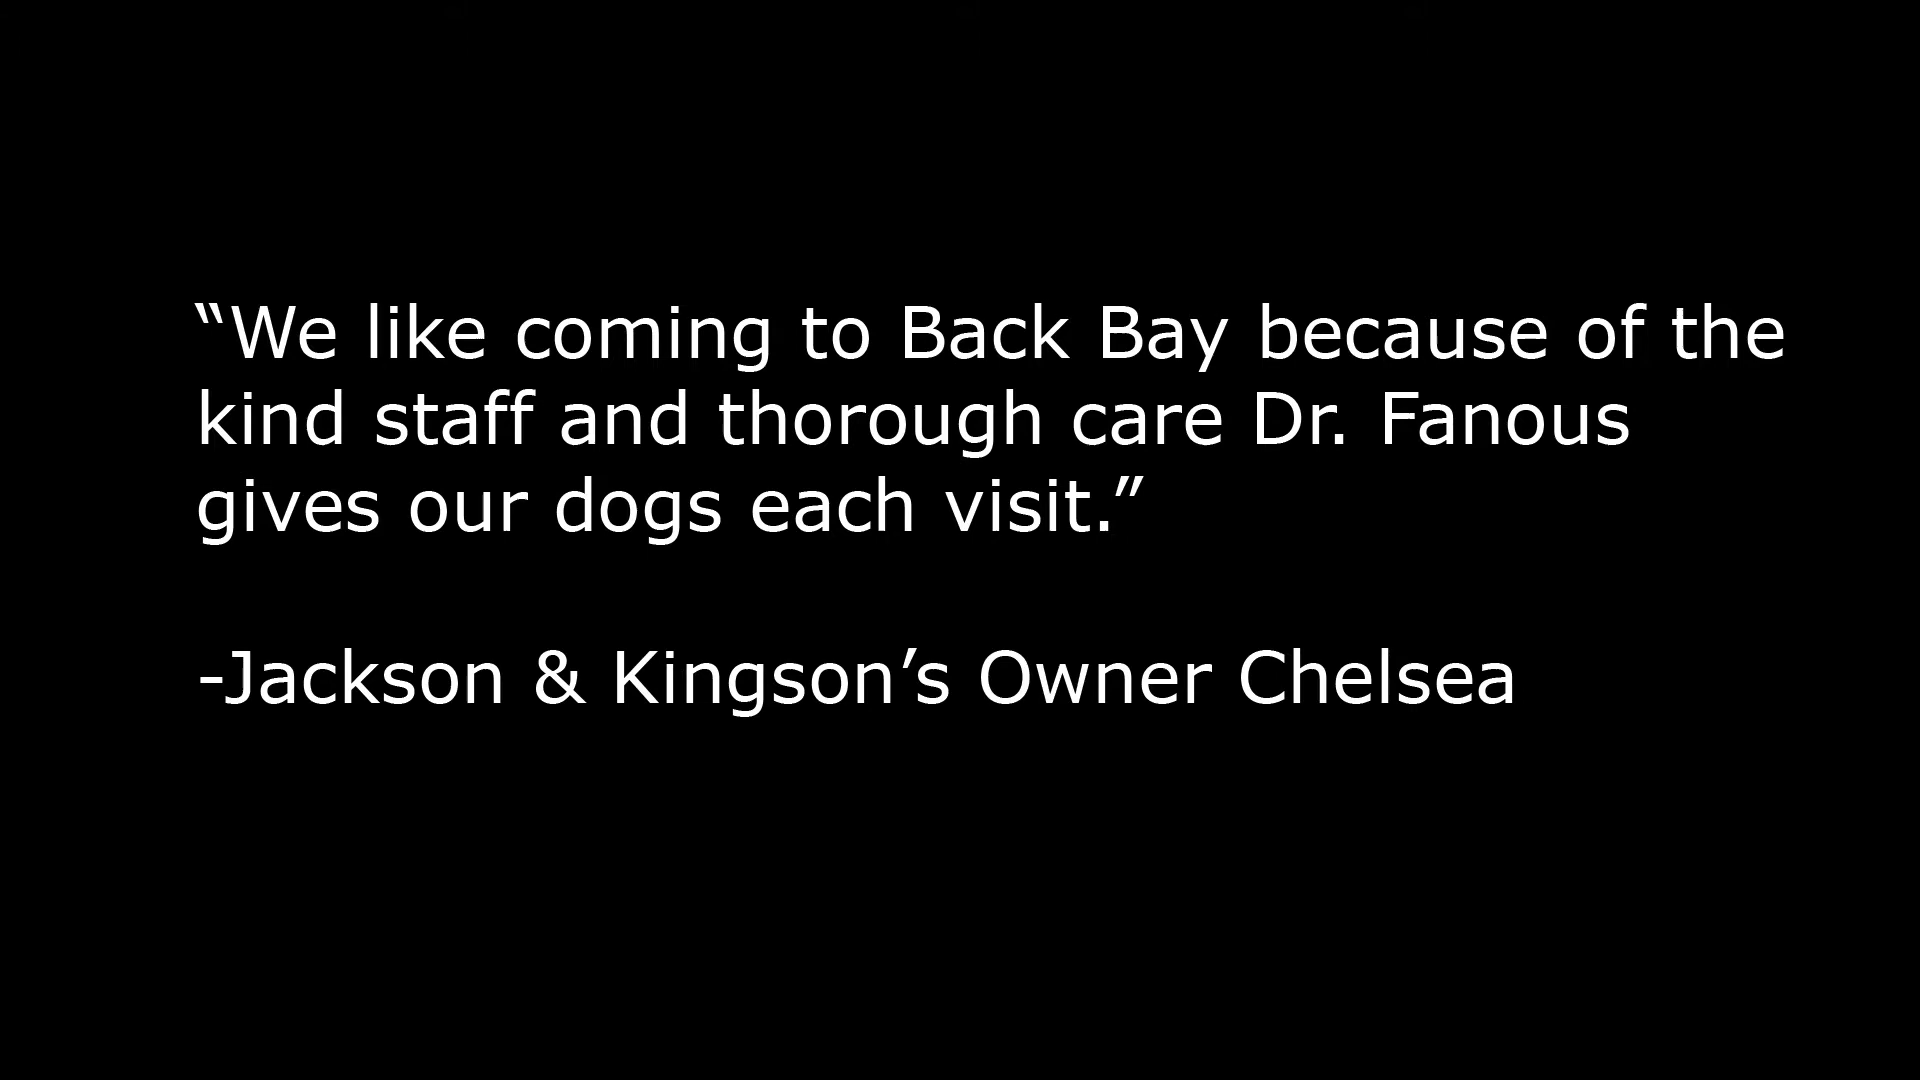 “We like coming to Back Bay because of the
kind staff and thorough care Dr. Fanous
gives our dogs each visit.”
-Jackson & Kingson’s Owner Chelsea